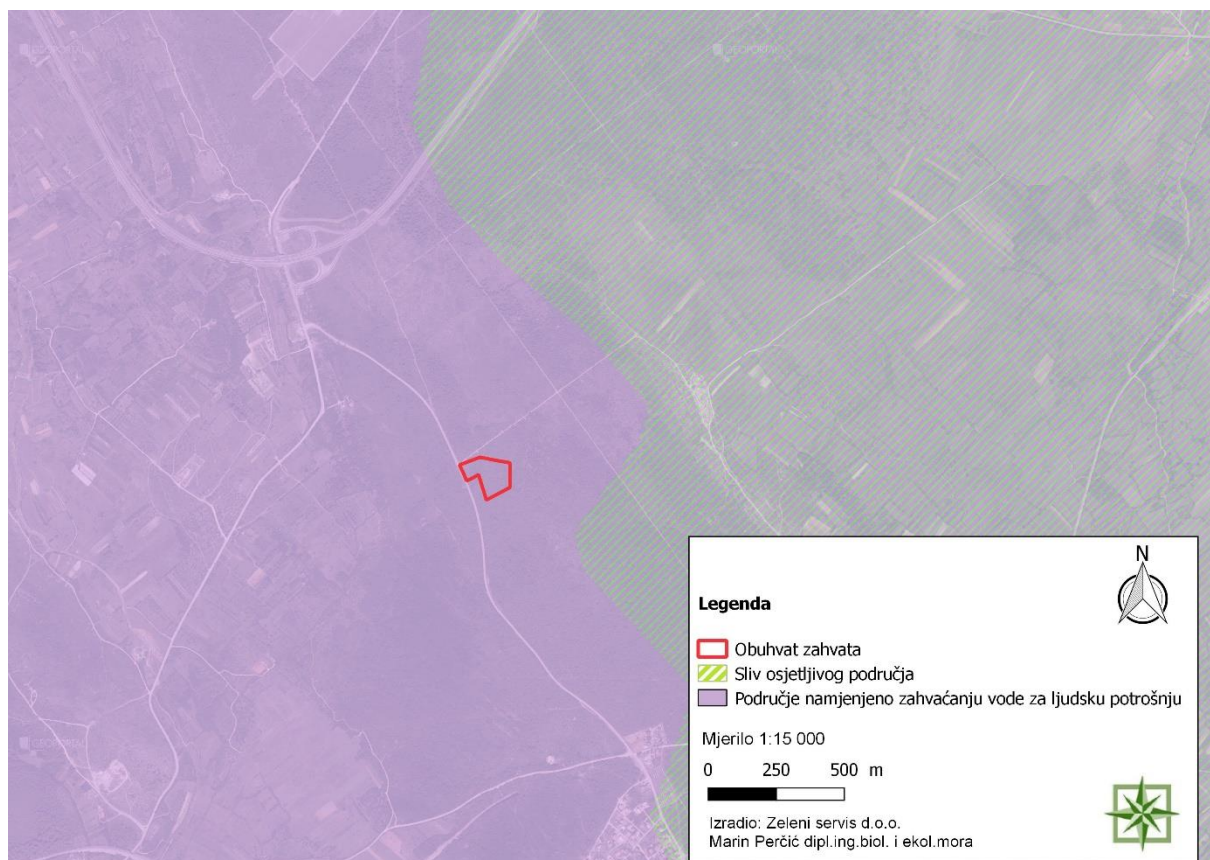 GEOPORTAL
N
Legenda
Obuhvat zahvata
Sliv osjetljivog područja
Područje namjenjeno zahvaćanju vode za ljudsku potrošnju
Mjerilo 1:15 000
0 250 500 m
Izradio: Zeleni servis d.o.o.
Marin Perčić dipl.ing.biol. i ekol.mora